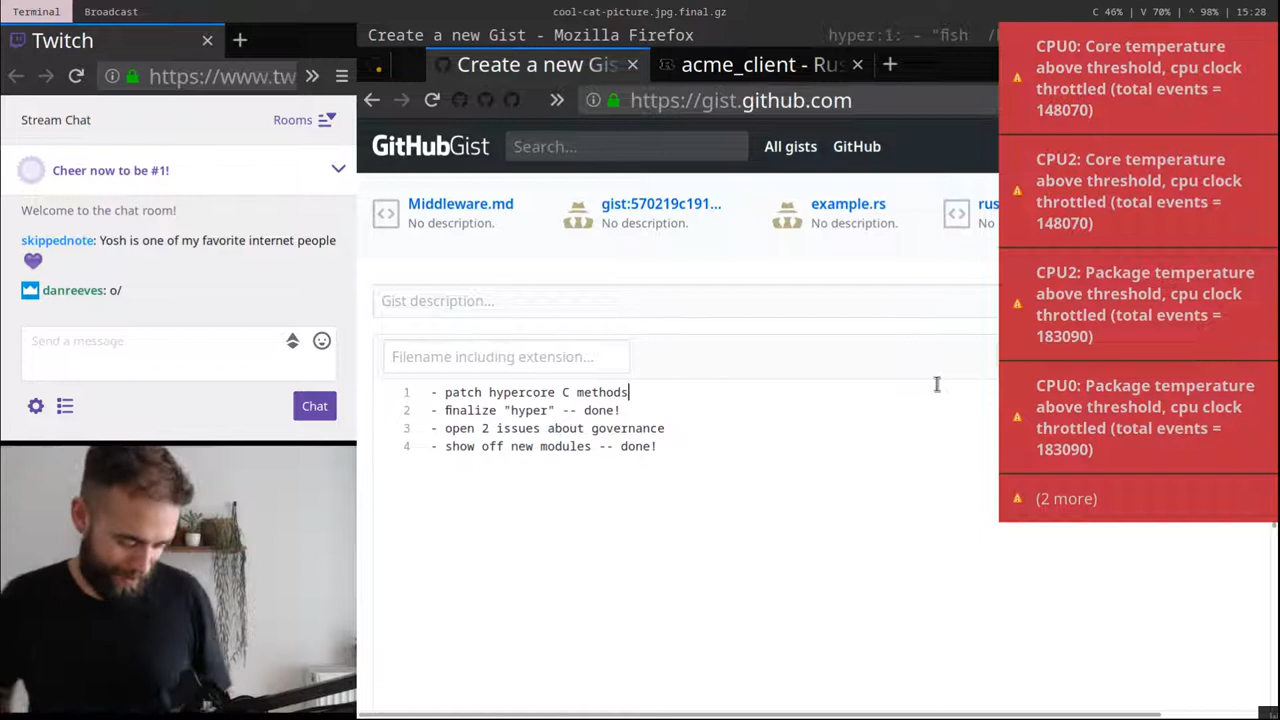 Terminal
Broadcast
cool-cat-picture.jpg.final.gz
C 46% | V 70% | ^ 98% | 15:28
Twitch
https://www.tw
Stream Chat
Rooms
Cheer now to be #1!
Welcome to the chat room!
skippednote: Yosh is one of my favorite internet people
danreeves: o/
Send a message
Chat
Create a new Gist - Mozilla Firefox
hyper:1: - "fish
Create a new Gis
acme_client - Rus
https://gist.github.com
GitHub Gist
Search...
All gists
GitHub
Middleware.md
No description.
gist:570219c191...
No description.
example.rs
No description.
rus
No
Gist description...
Filename including extension...
1 - patch hypercore C methods
2 - finalize "hyper" -- done!
3 - open 2 issues about governance
4 - show off new modules -- done!
CPU0: Core temperature
above threshold, cpu clock
throttled (total events =
148070)
CPU2: Core temperature
above threshold, cpu clock
throttled (total events =
148070)
CPU2: Package temperature
above threshold, cpu clock
throttled (total events =
183090)
CPU0: Package temperature
above threshold, cpu clock
throttled (total events =
183090)
(2 more)